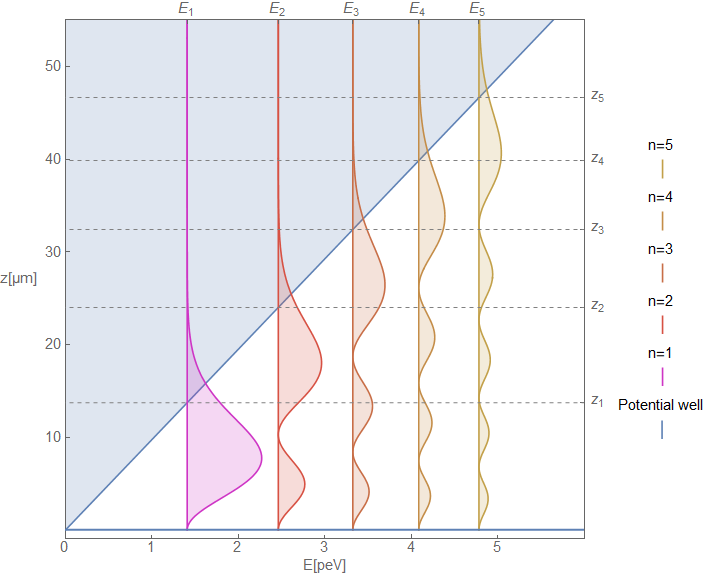 E₁ E₂ E₃ E₄ E₅
50
z₅
n=5
40
z₄
n=4
z₃
n=3
30
z[µm]
z₂
n=2
20
n=1
z₁
Potential well
10
0 1 2 3 4 5
E[peV]